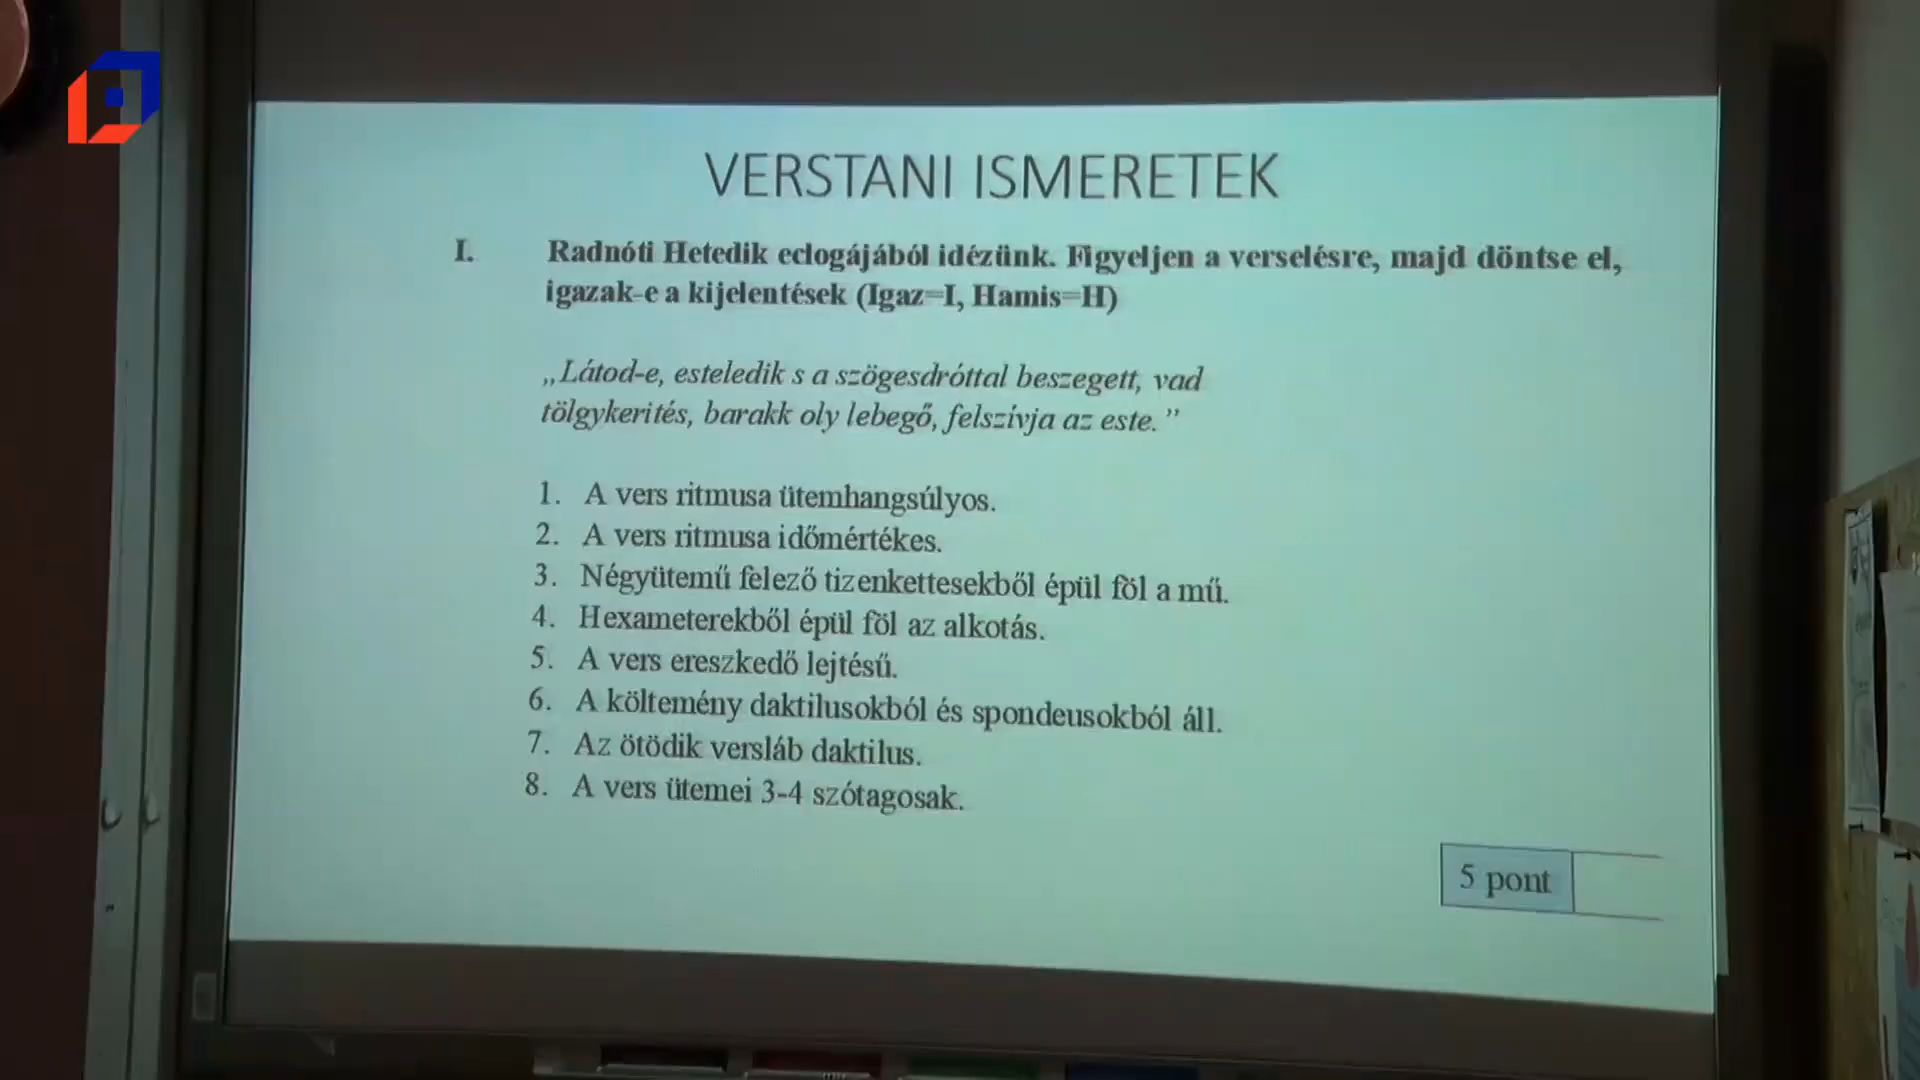 VERSTANI ISMERETEK
I. Radnóti Hetedik eclogájából idézünk. Figyeljen a verselésre, majd döntse el,
igazak-e a kijelentések (Igaz=I, Hamis=H)
„Látod-e, esteledik s a szögesdróttal beszegett, vad
tölgykerités, barakk oly lebegő, felszívja az este.”
1. A vers ritmusa ütemhangsúlyos.
2. A vers ritmusa időmértékes.
3. Négyütemű felező tizenkettesekből épül föl a mű.
4. Hexameterekből épül föl az alkotás.
5. A vers ereszkedő lejtésű.
6. A költemény daktilusokból és spondeusokból áll.
7. Az ötödik versláb daktilus.
8. A vers ütemei 3-4 szótagosak.
5 pont